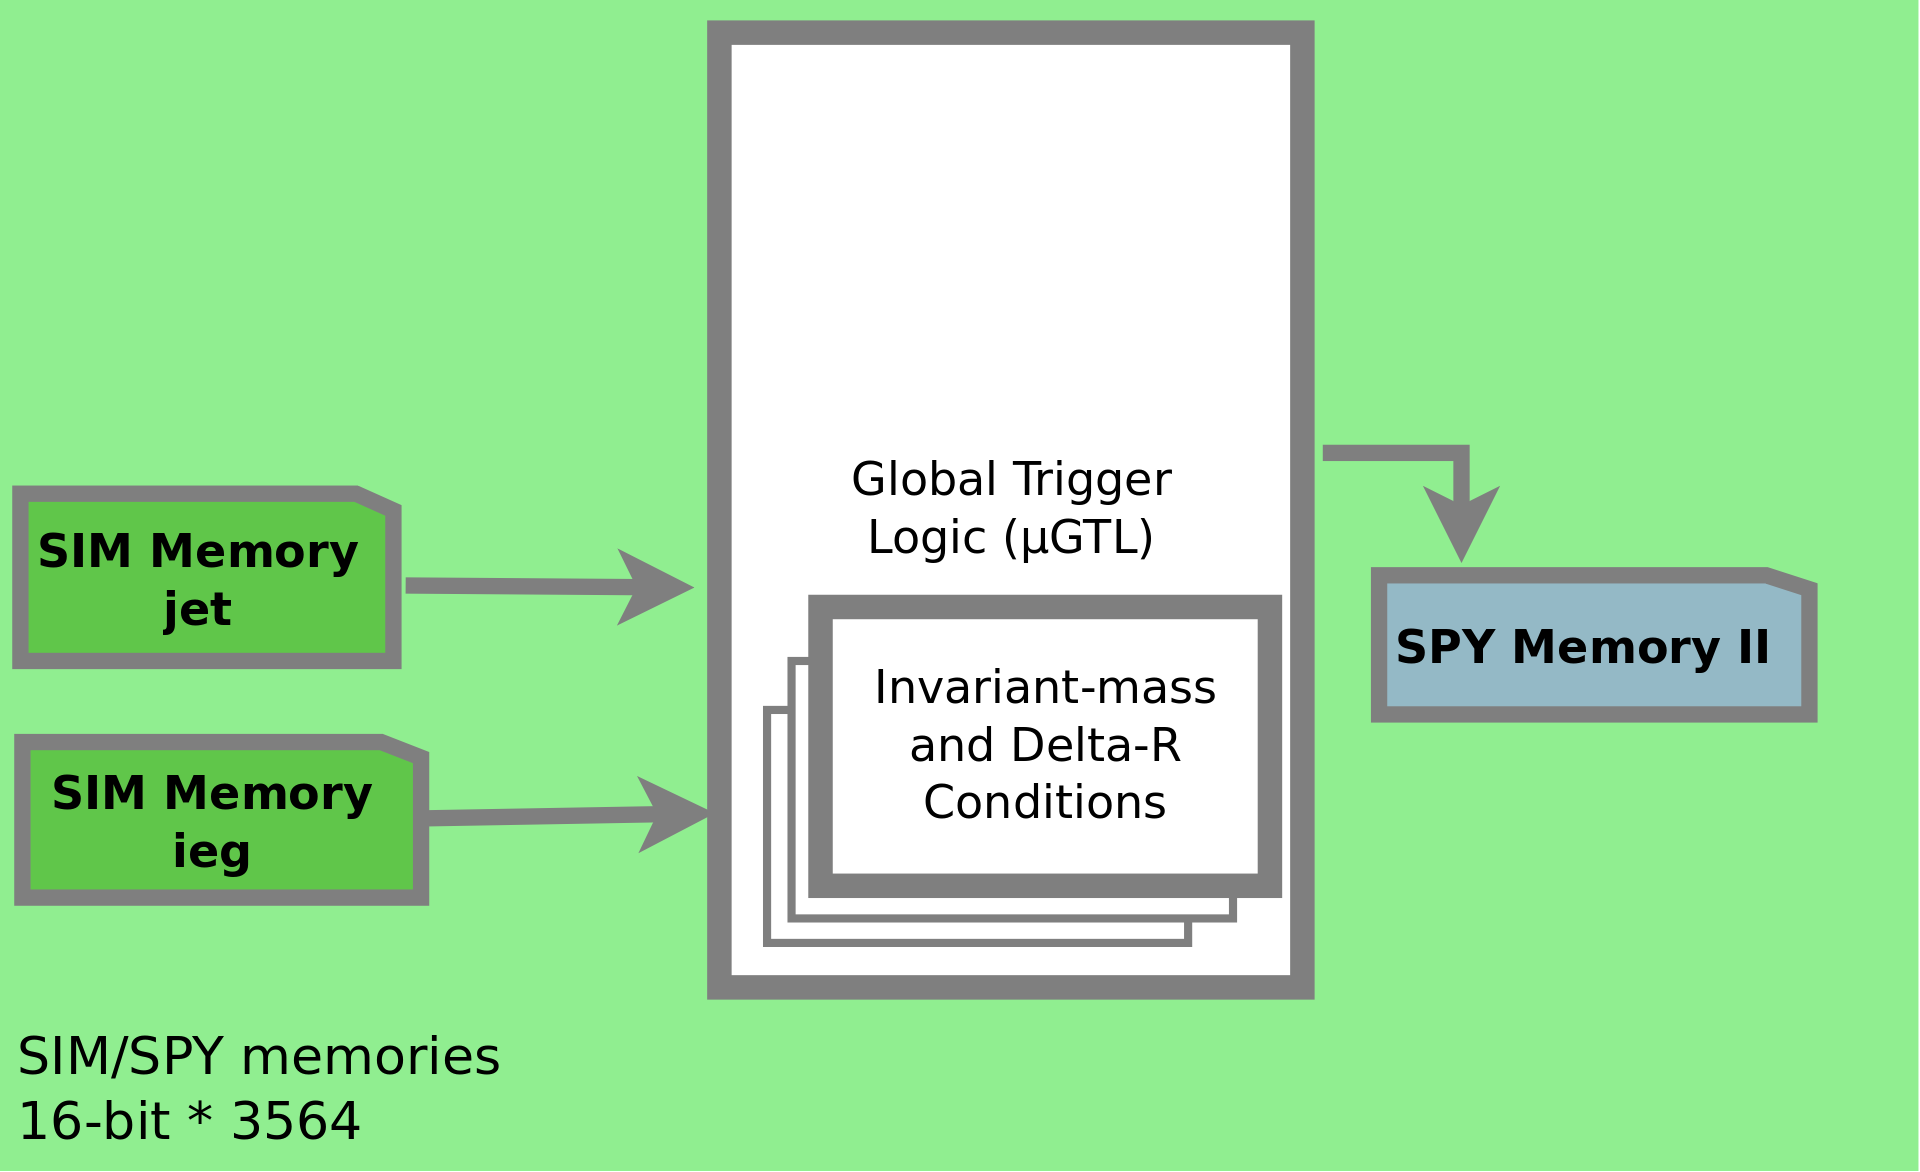 Global Trigger
Logic (µGTL)
SIM Memory
jet
SIM Memory
ieg
Invariant-mass
and Delta-R
Conditions
SPY Memory II
SIM/SPY memories
16-bit * 3564